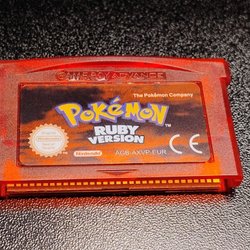 GAME BOY ADVANCE
The Pokémon Company
POKéMON
RUBY
VERSION
Nintendo
AGB-AXVP-EUR
CE